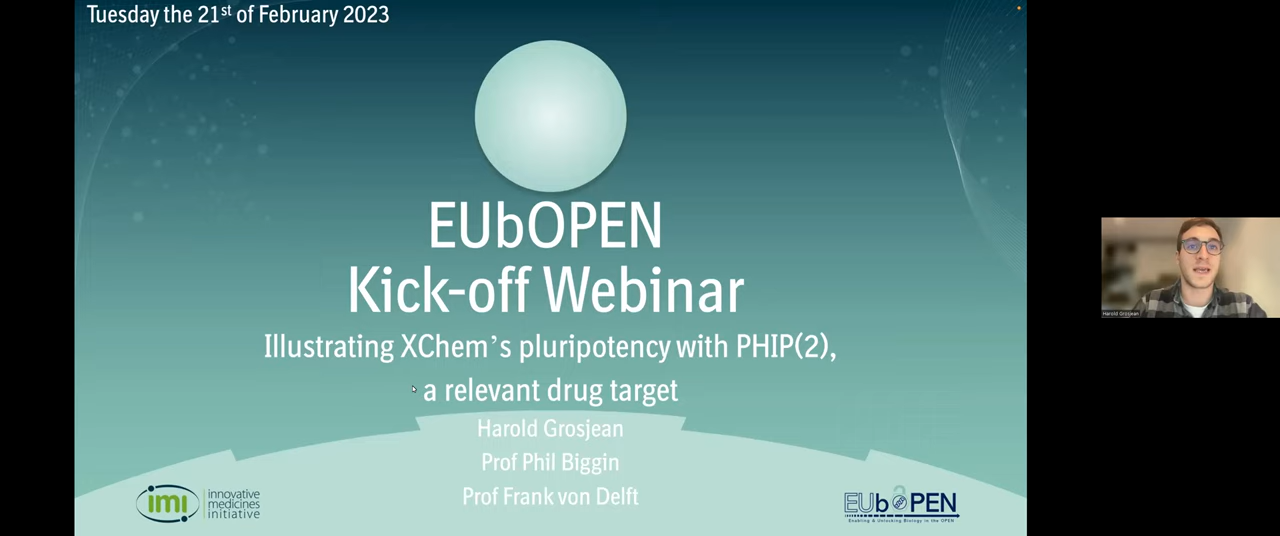 Tuesday the 21st of February 2023
EUbOPEN
Kick-off Webinar
Illustrating XChem's pluripotency with PHIP(2),
a relevant drug target
Harold Grosjean
Prof Phil Biggin
Prof Frank von Delft
imi
innovative
medicines
initiative
EUbOPEN
Enabling & Unlocking Biology in the OPEN
Harold Grosjean